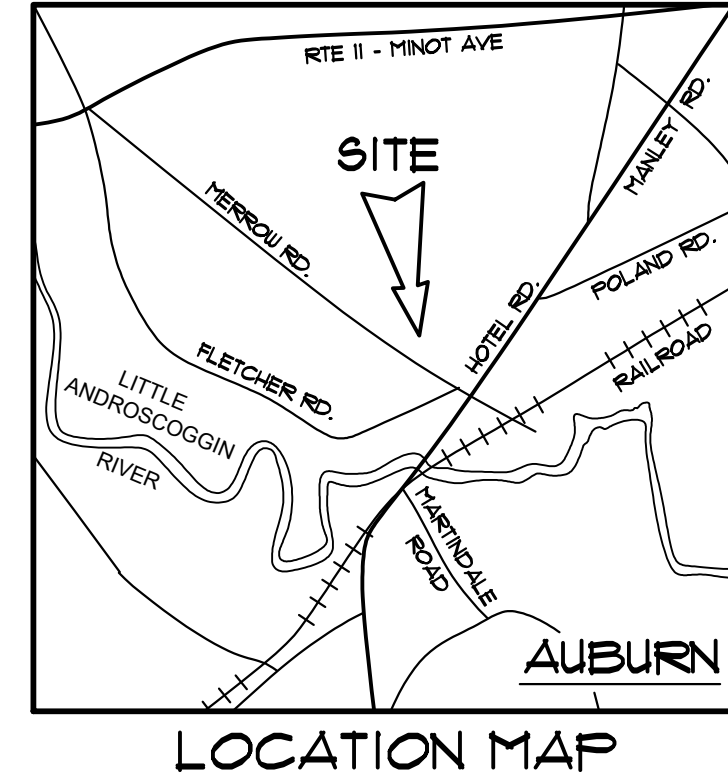 RTE 11 - MINOT AVE
SITE
MANLEY RD.
MERROW RD.
POLAND RD.
HOTEL RD.
RAILROAD
FLETCHER RD.
LITTLE
ANDROSCOGGIN
RIVER
MARTINDALE
ROAD
AUBURN
LOCATION MAP